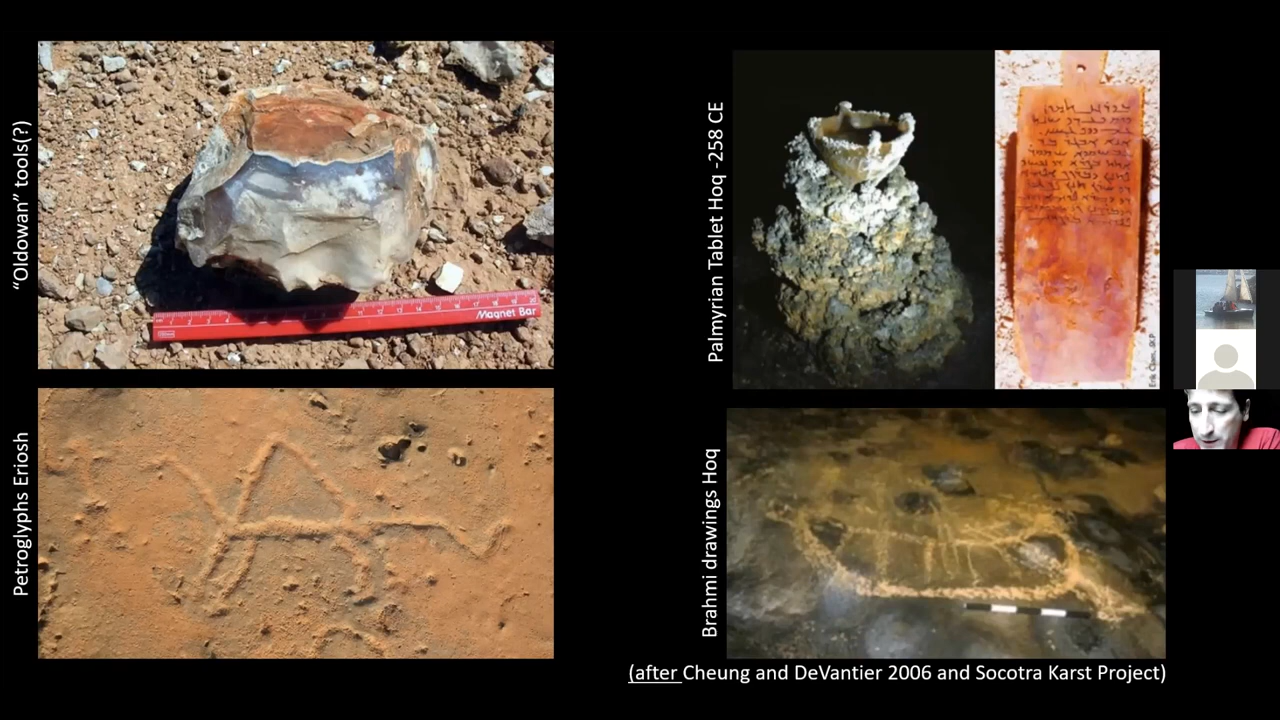 “Oldowan” tools(?)
Magnet Bar
Petroglyphs Eriosh
Palmyrian Tablet Hoq -258 CE
Brahmi drawings Hoq
(after Cheung and DeVantier 2006 and Socotra Karst Project)